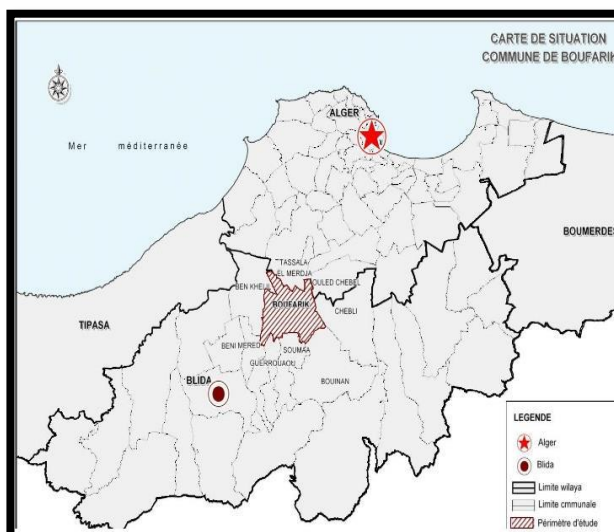 CARTE DE SITUATION
COMMUNE DE BOUFARIK
ALGER
Mer méditerranée
BOUMERDES
TASSALA
EL MERDJA
BEN KHELIL
OULED CHEBEL
BOUFARIK
CHEBLI
TIPASA
BENI MERED
SOUMAA
GUERROUAOU
BLIDA
BOUINAN
LEGENDE
Alger
Blida
Limite wilaya
Limite cmmunale
Périmètre d'étude